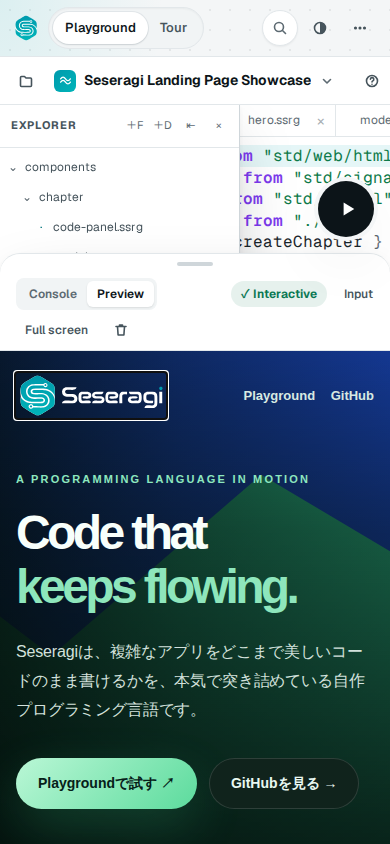 Playground Tour
Seseragi Landing Page Showcase
EXPLORER +F +D
hero.ssrg × mode
components
chapter
code-panel.ssrg
om "std/web/html
from "std/signa
from "std
from "./
createChapter }
Console Preview ✓ Interactive Input
Full screen
Seseragi Playground GitHub
A PROGRAMMING LANGUAGE IN MOTION
Code that
keeps flowing.
Seseragiは、複雑なアプリをどこまで美しいコー
ドのまま書けるかを、本気で突き詰めている自作
プログラミング言語です。
Playgroundで試す ↗ GitHubを見る →